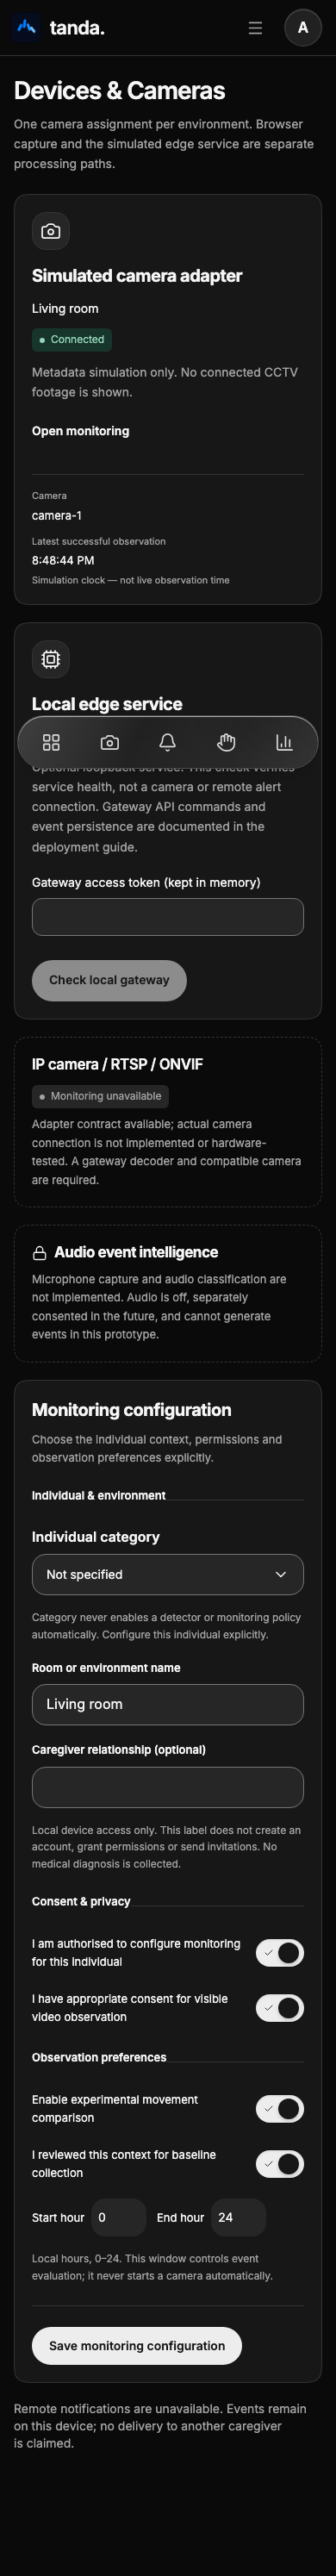 tanda.
A
Devices & Cameras
One camera assignment per environment. Browser
capture and the simulated edge service are separate
processing paths.
Simulated camera adapter
Living room
Connected
Metadata simulation only. No connected CCTV
footage is shown.
Open monitoring
Camera
camera-1
Latest successful observation
8:48:44 PM
Simulation clock — not live observation time
Local edge service
Optional loopback service. This check verifies
service health, not a camera or remote alert
connection. Gateway API commands and
event persistence are documented in the
deployment guide.
Gateway access token (kept in memory)
Check local gateway
IP camera / RTSP / ONVIF
Monitoring unavailable
Adapter contract available; actual camera
connection is not implemented or hardware-
tested. A gateway decoder and compatible camera
are required.
Audio event intelligence
Microphone capture and audio classification are
not implemented. Audio is off, separately
consented in the future, and cannot generate
events in this prototype.
Monitoring configuration
Choose the individual context, permissions and
observation preferences explicitly.
Individual & environment
Individual category
Not specified
Category never enables a detector or monitoring policy
automatically. Configure this individual explicitly.
Room or environment name
Living room
Caregiver relationship (optional)
Local device access only. This label does not create an
account, grant permissions or send invitations. No
medical diagnosis is collected.
Consent & privacy
I am authorised to configure monitoring
for this individual
I have appropriate consent for visible
video observation
Observation preferences
Enable experimental movement
comparison
I reviewed this context for baseline
collection
Start hour 0 End hour 24
Local hours, 0–24. This window controls event
evaluation; it never starts a camera automatically.
Save monitoring configuration
Remote notifications are unavailable. Events remain
on this device; no delivery to another caregiver
is claimed.